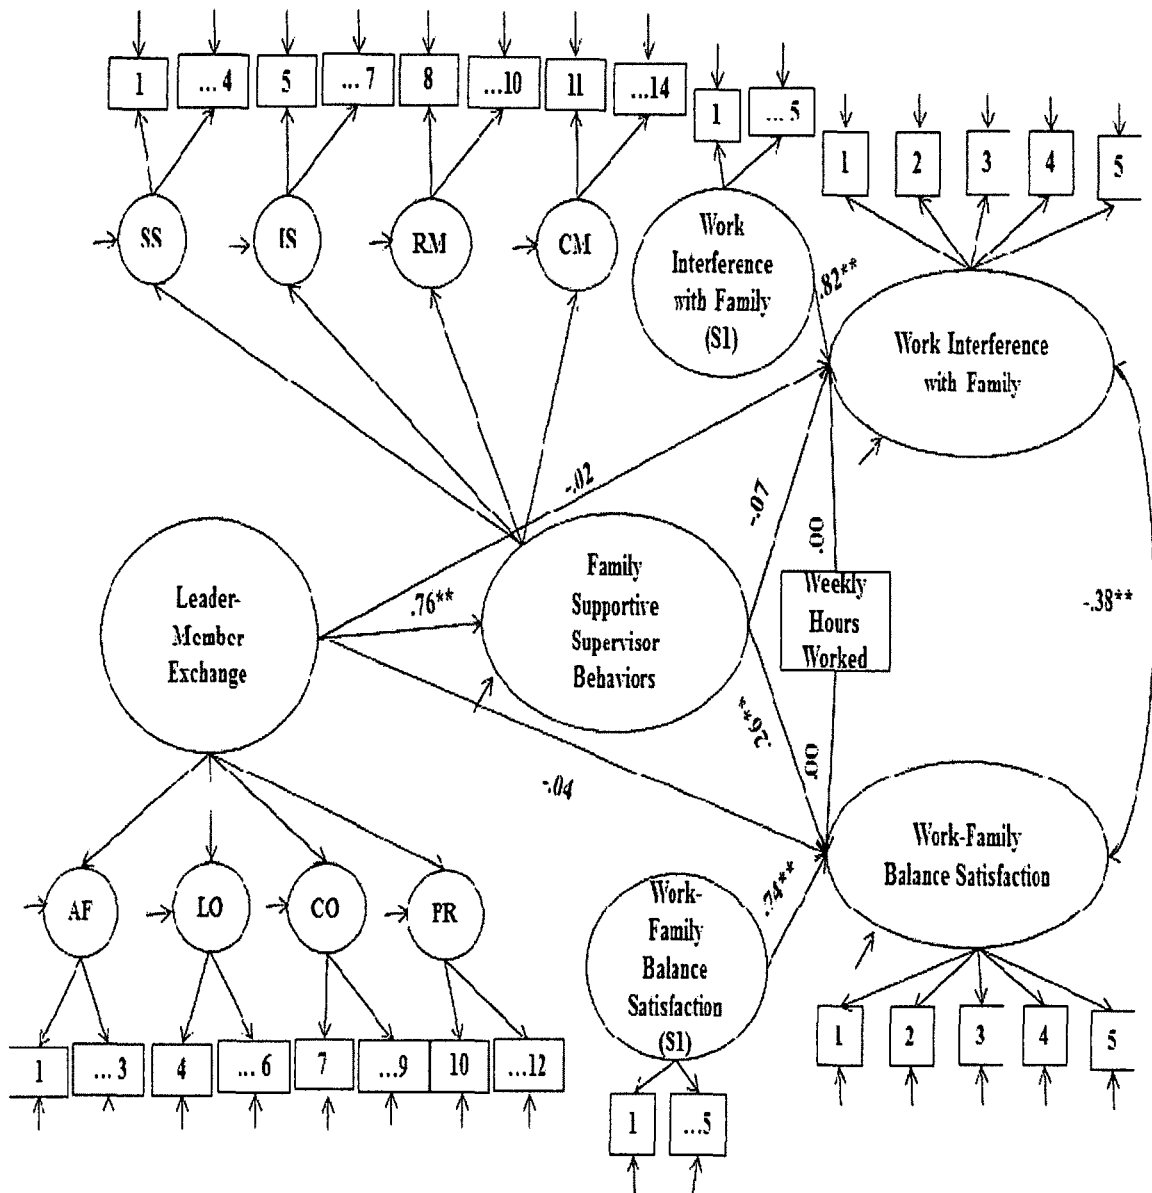 1
...4
5
... 7
8
...10
11
...14
1
... 5
1
2
3
4
5
SS
IS
RM
CM
Work
Interference
with Family
(S1)
.82**
Work Interference
with Family
-.02
-.07
.00
Leader-
Member
Exchange
.76**
Family
Supportive
Supervisor
Behaviors
Weekly
Hours
Worked
-.38**
.26**
.00
-.04
Work-Family
Balance Satisfaction
.74**
Work-
Family
Balance
Satisfaction
(S1)
AF
LO
CO
PR
1
2
3
4
5
1
... 3
4
... 6
7
...9
10
...12
1
...5